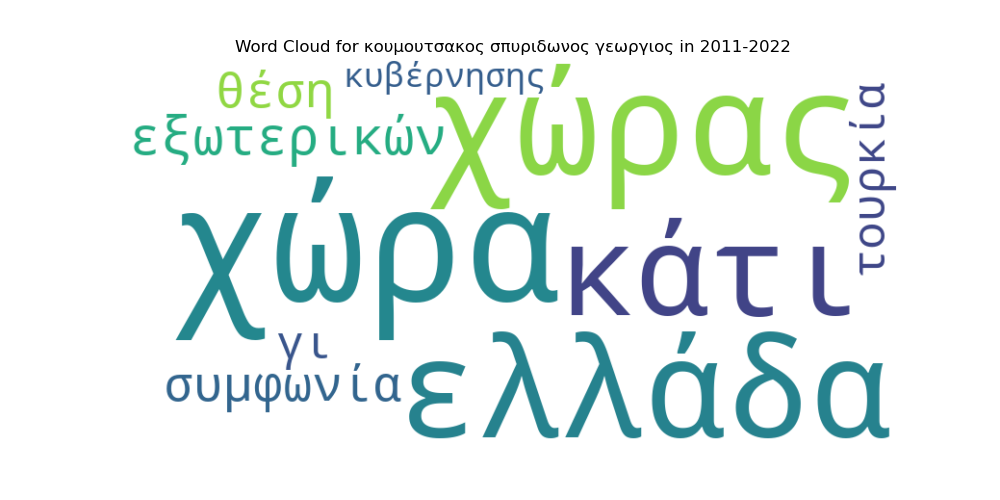 Word Cloud for κουμουτσακος σπυριδωνος γεωργιος in 2011-2022
κυβέρνησης
θέση
χώρας
εξωτερικών
τουρκία
χώρα
κάτι
γι
ελλάδα
συμφωνία